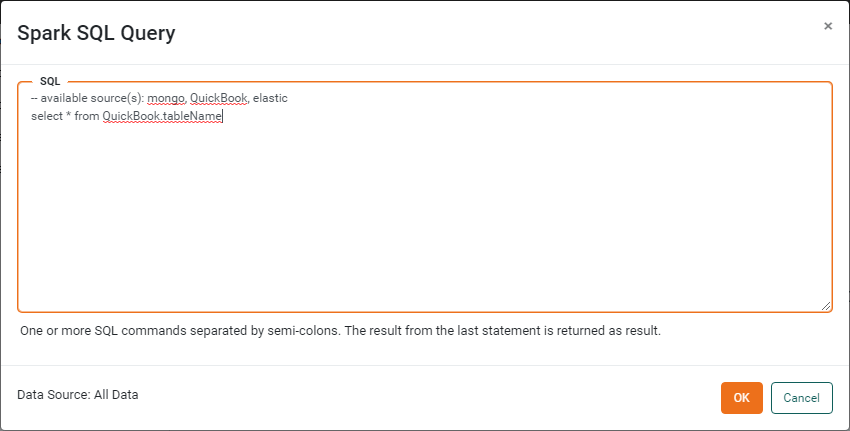 Spark SQL Query
×
SQL
-- available source(s): mongo, QuickBook, elastic
select * from QuickBook.tableName
One or more SQL commands separated by semi-colons. The result from the last statement is returned as result.
Data Source: All Data
OK
Cancel